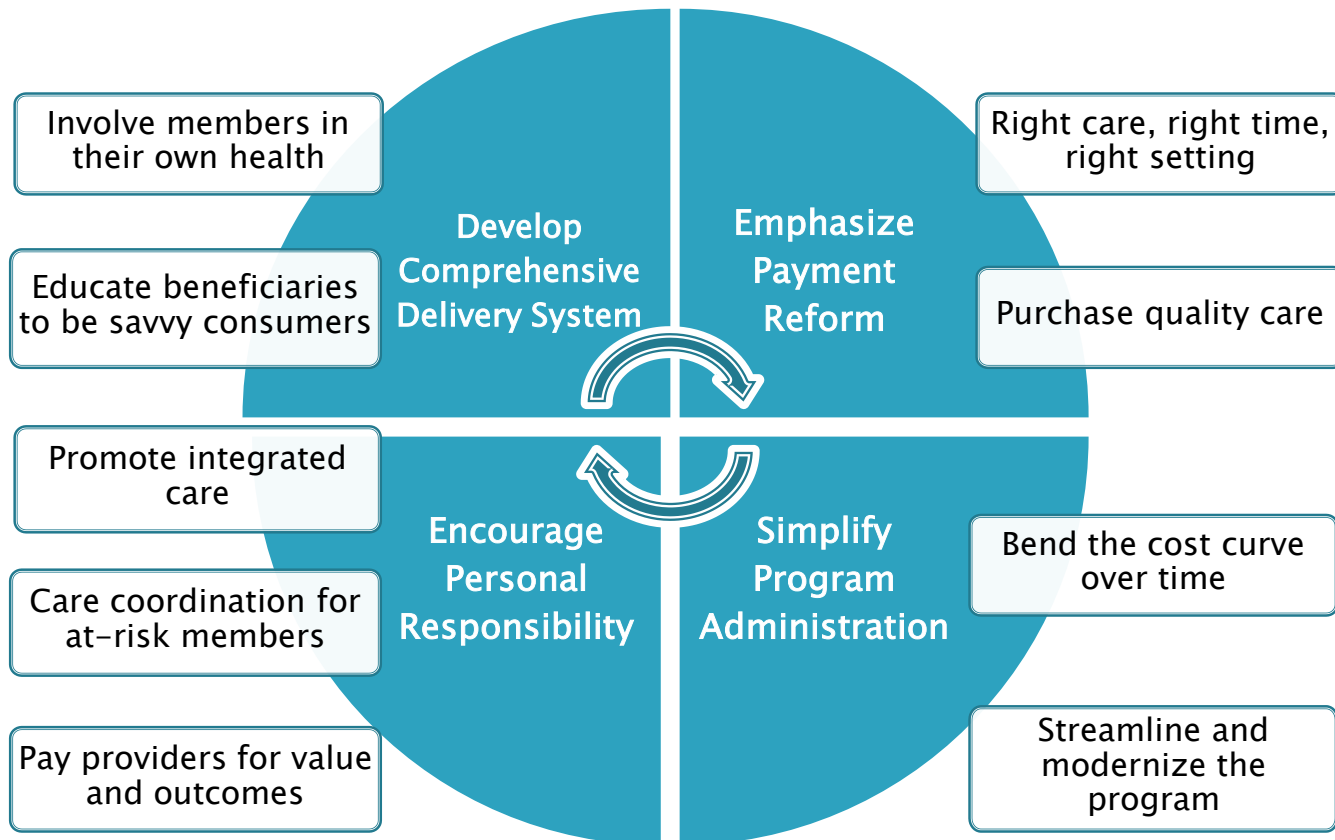 Involve members in
their own health
Educate beneficiaries
to be savvy consumers
Promote integrated
care
Care coordination for
at-risk members
Pay providers for value
and outcomes
Develop
Comprehensive
Delivery System
Emphasize
Payment
Reform
Encourage
Personal
Responsibility
Simplify
Program
Administration
Right care, right time,
right setting
Purchase quality care
Bend the cost curve
over time
Streamline and
modernize the
program